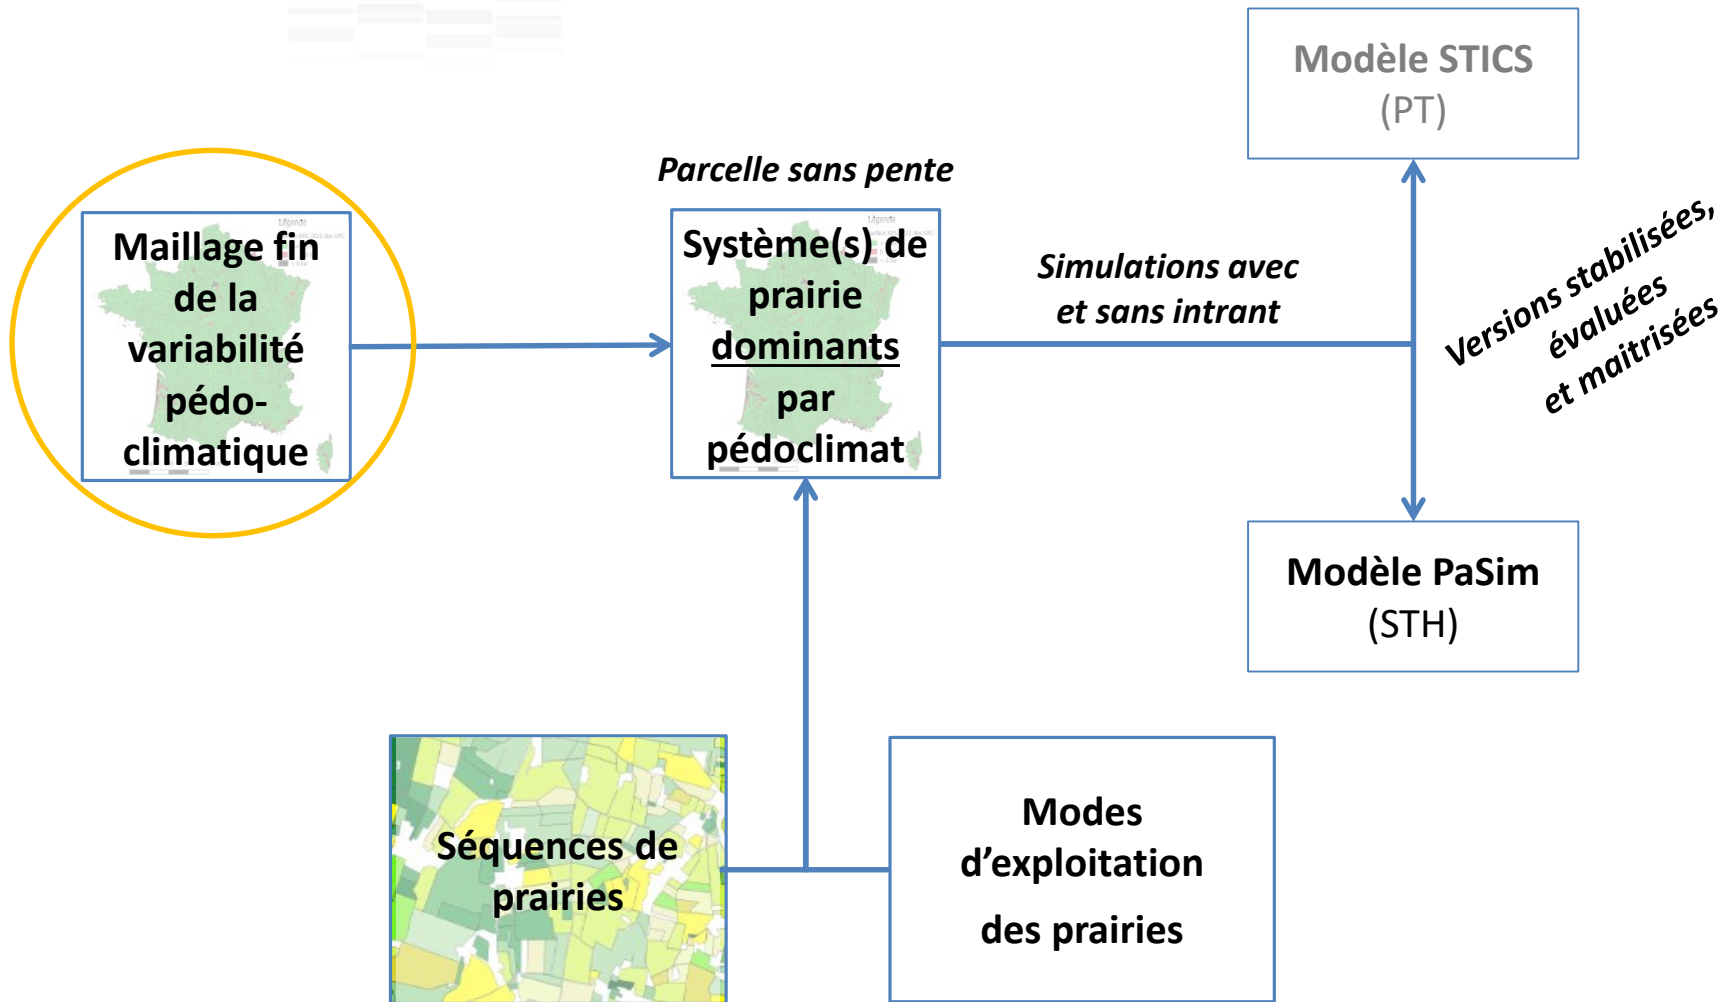 Modèle STICS
(PT)
Parcelle sans pente
Légende
Maillage fin
de la
variabilité
pédo-
climatique
Légende
Système(s) de
prairie
dominants
par
pédoclimat
Simulations avec
et sans intrant
Versions stabilisées,
évaluées
et maitrisées
Modèle PaSim
(STH)
Séquences de
prairies
Modes
d’exploitation
des prairies